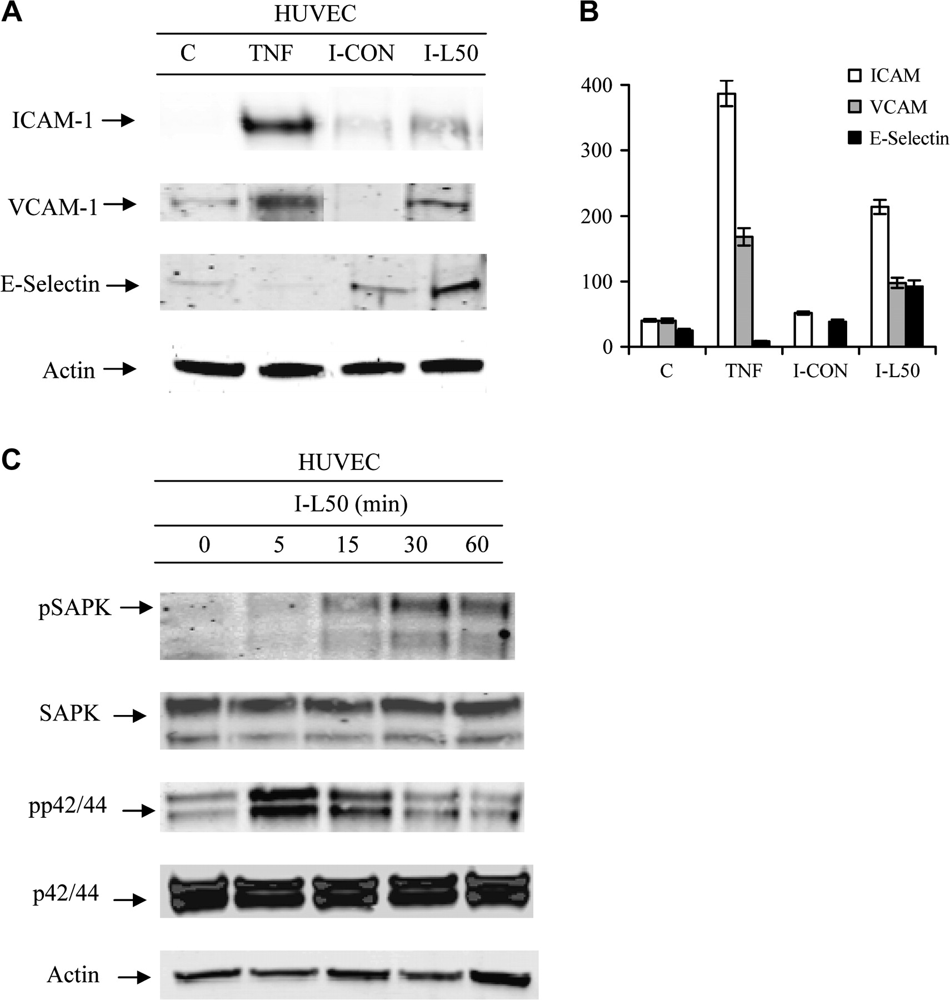 A
HUVEC
C TNF I-CON I-L50
ICAM-1
VCAM-1
E-Selectin
Actin
B
ICAM
VCAM
E-Selectin
400
300
200
100
0
C TNF I-CON I-L50
C
HUVEC
I-L50 (min)
0 5 15 30 60
pSAPK
SAPK
pp42/44
p42/44
Actin